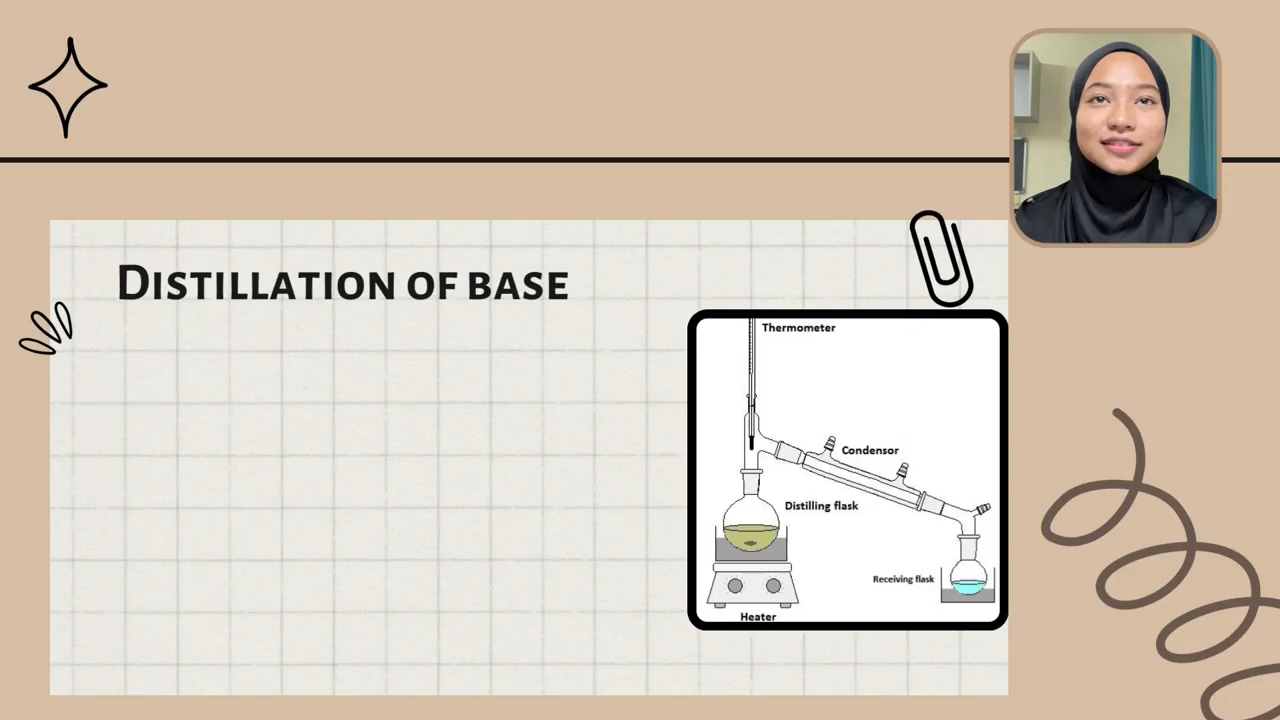 Distillation of base
Thermometer
Condensor
Distilling flask
Receiving flask
Heater